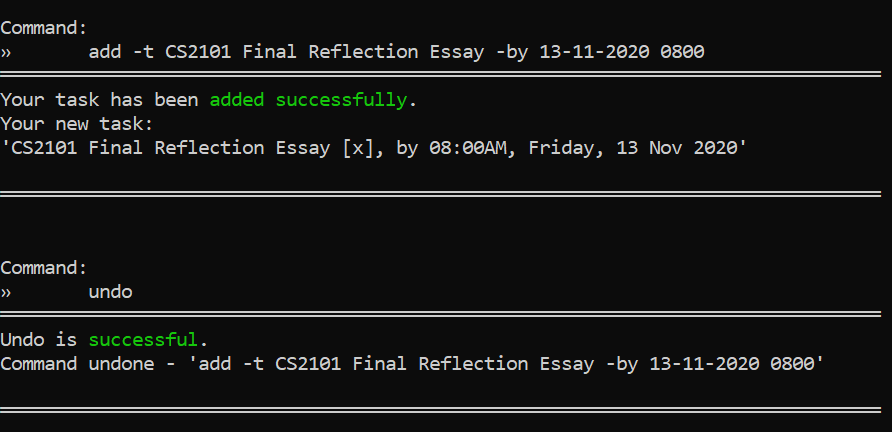 Command:
»       add -t CS2101 Final Reflection Essay -by 13-11-2020 0800
Your task has been added successfully.
Your new task:
'CS2101 Final Reflection Essay [x], by 08:00AM, Friday, 13 Nov 2020'
Command:
»       undo
Undo is successful.
Command undone - 'add -t CS2101 Final Reflection Essay -by 13-11-2020 0800'